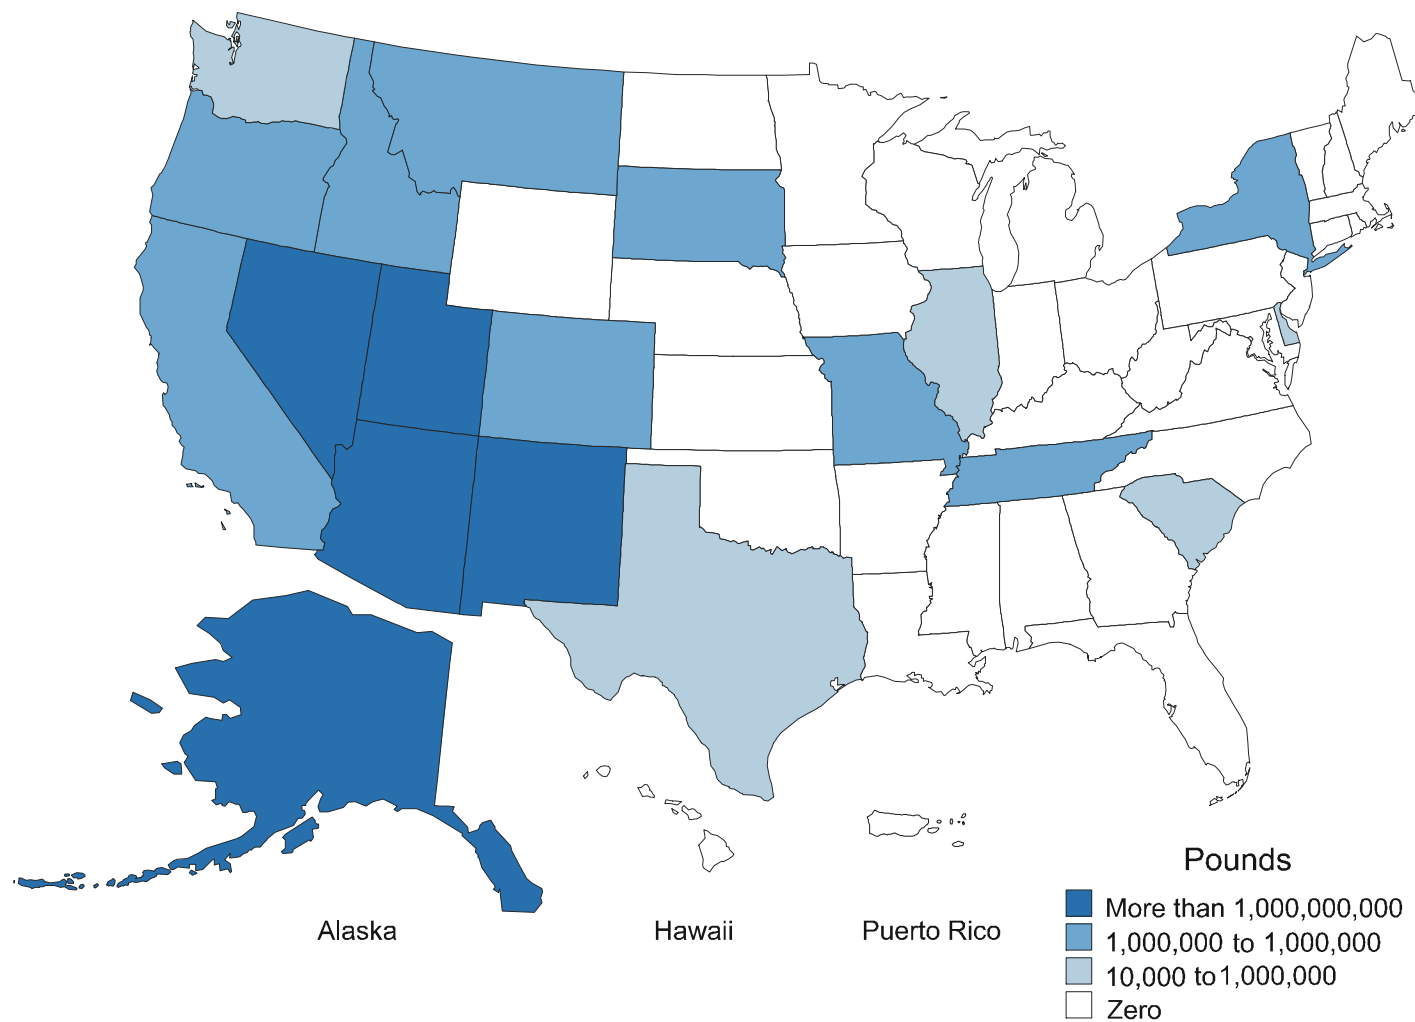 Pounds
More than 1,000,000,000
1,000,000 to 1,000,000
10,000 to 1,000,000
Zero
Alaska
Hawaii
Puerto Rico